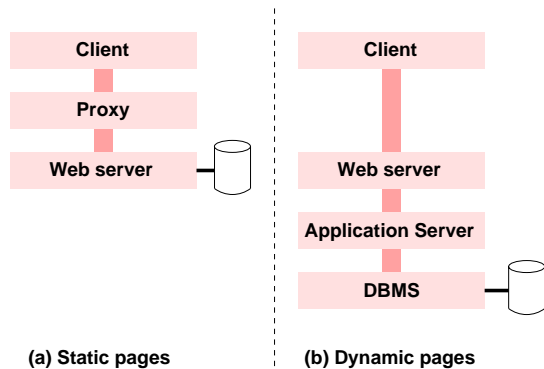 Client
Proxy
Web server
(a) Static pages
Client
Web server
Application Server
DBMS
(b) Dynamic pages